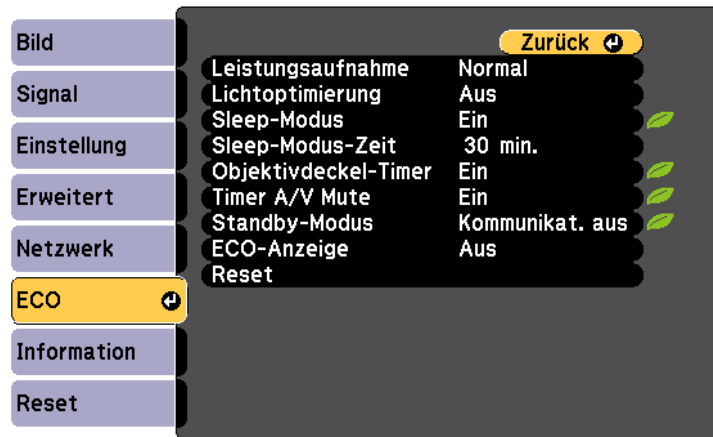 Bild
Signal
Einstellung
Erweitert
Netzwerk
ECO
Information
Reset
Zurück
Leistungsaufnahme Normal
Lichtoptimierung Aus
Sleep-Modus Ein
Sleep-Modus-Zeit 30 min.
Objektivdeckel-Timer Ein
Timer A/V Mute Ein
Standby-Modus Kommunikat. aus
ECO-Anzeige Aus
Reset